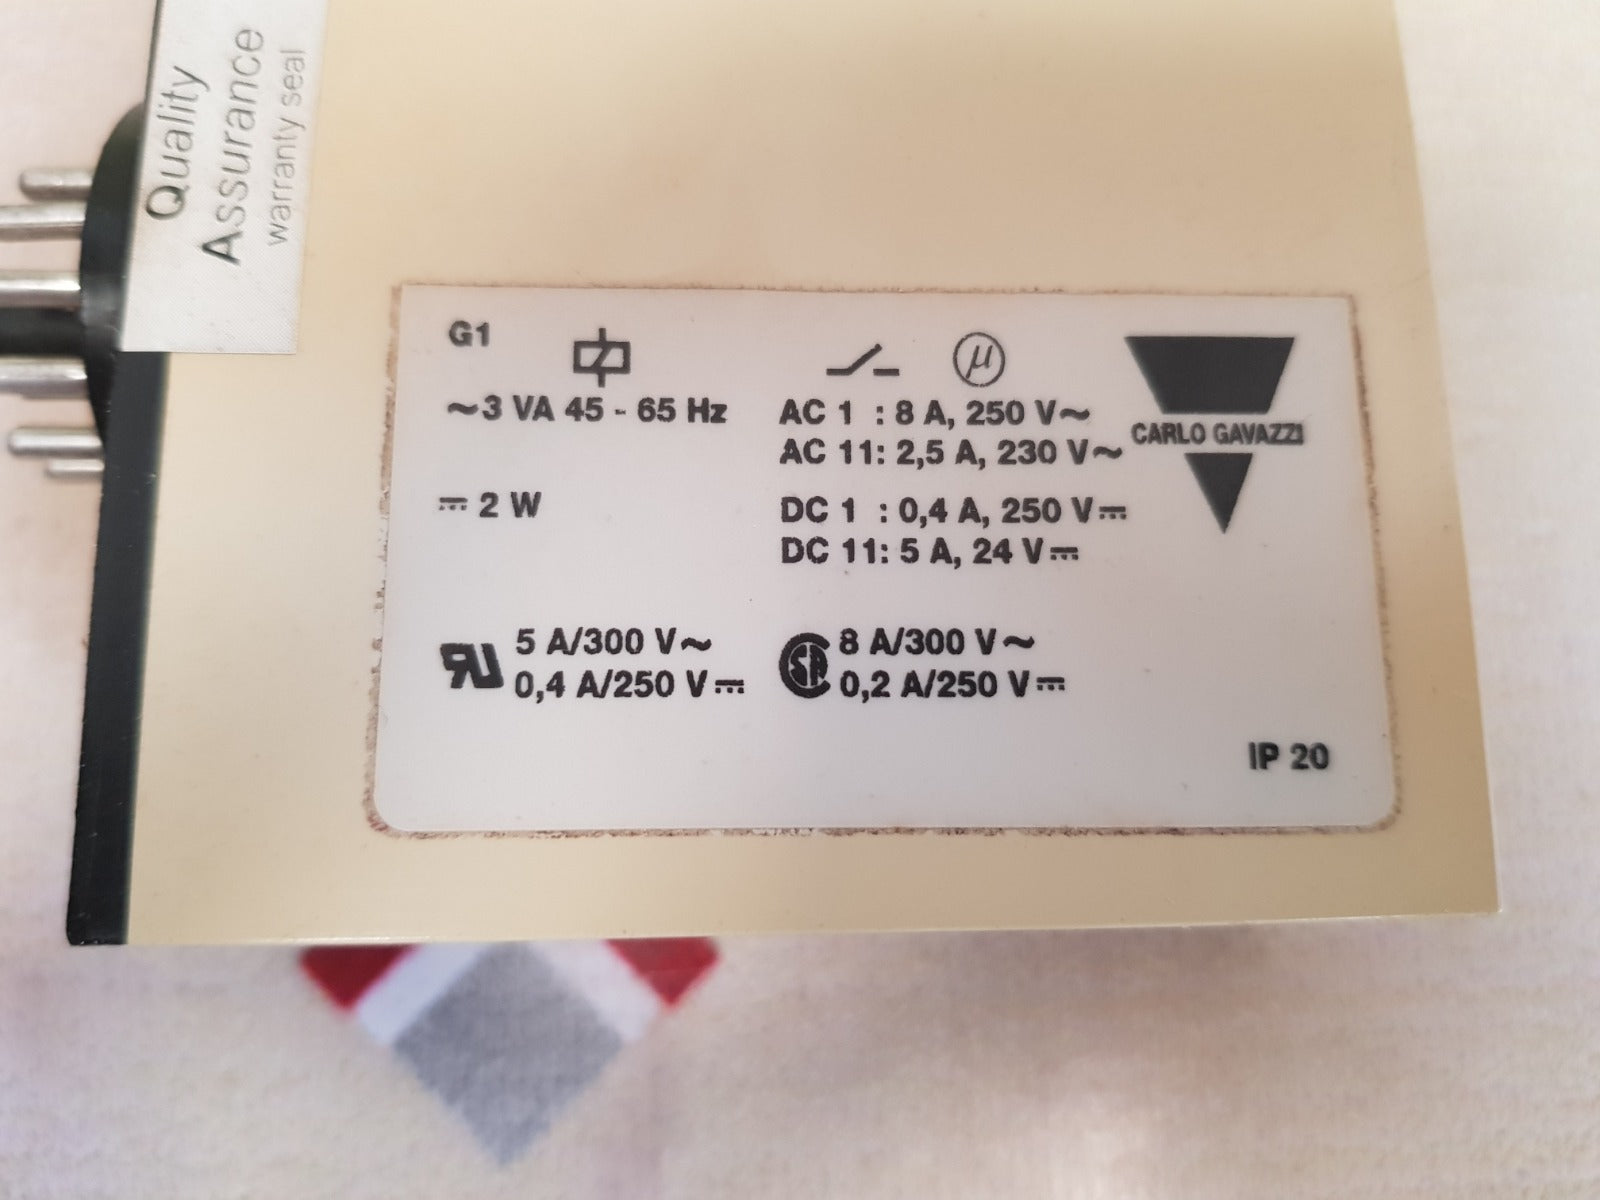 Quality
Assurance
warranty seal
G1
μ
~3 VA 45 - 65 Hz
⎓ 2 W
AC 1 : 8 A, 250 V~
AC 11: 2,5 A, 230 V~
DC 1 : 0,4 A, 250 V⎓
DC 11: 5 A, 24 V⎓
CARLO GAVAZZI
RU 5 A/300 V~
0,4 A/250 V⎓
CSA 8 A/300 V~
0,2 A/250 V⎓
IP 20